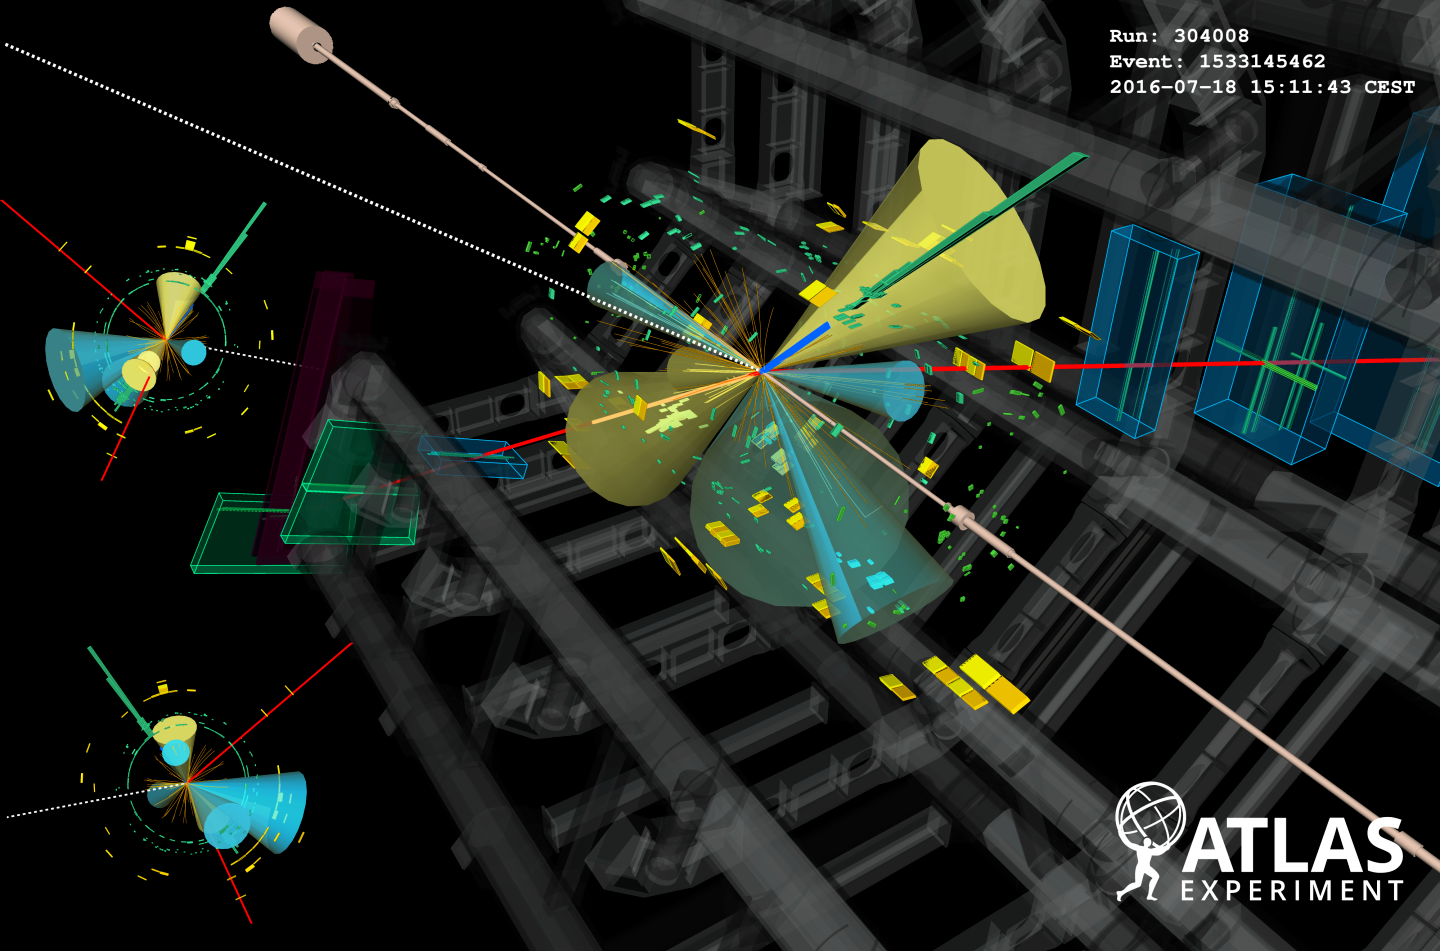 Run: 304008
Event: 1533145462
2016-07-18 15:11:43 CEST
ATLAS
EXPERIMENT